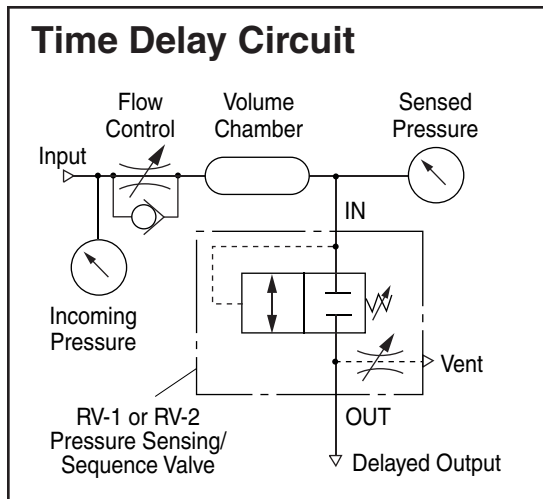 Time Delay Circuit
Flow
Control
Volume
Chamber
Sensed
Pressure
Input
IN
Incoming
Pressure
Vent
RV-1 or RV-2
Pressure Sensing/
Sequence Valve
OUT
Delayed Output